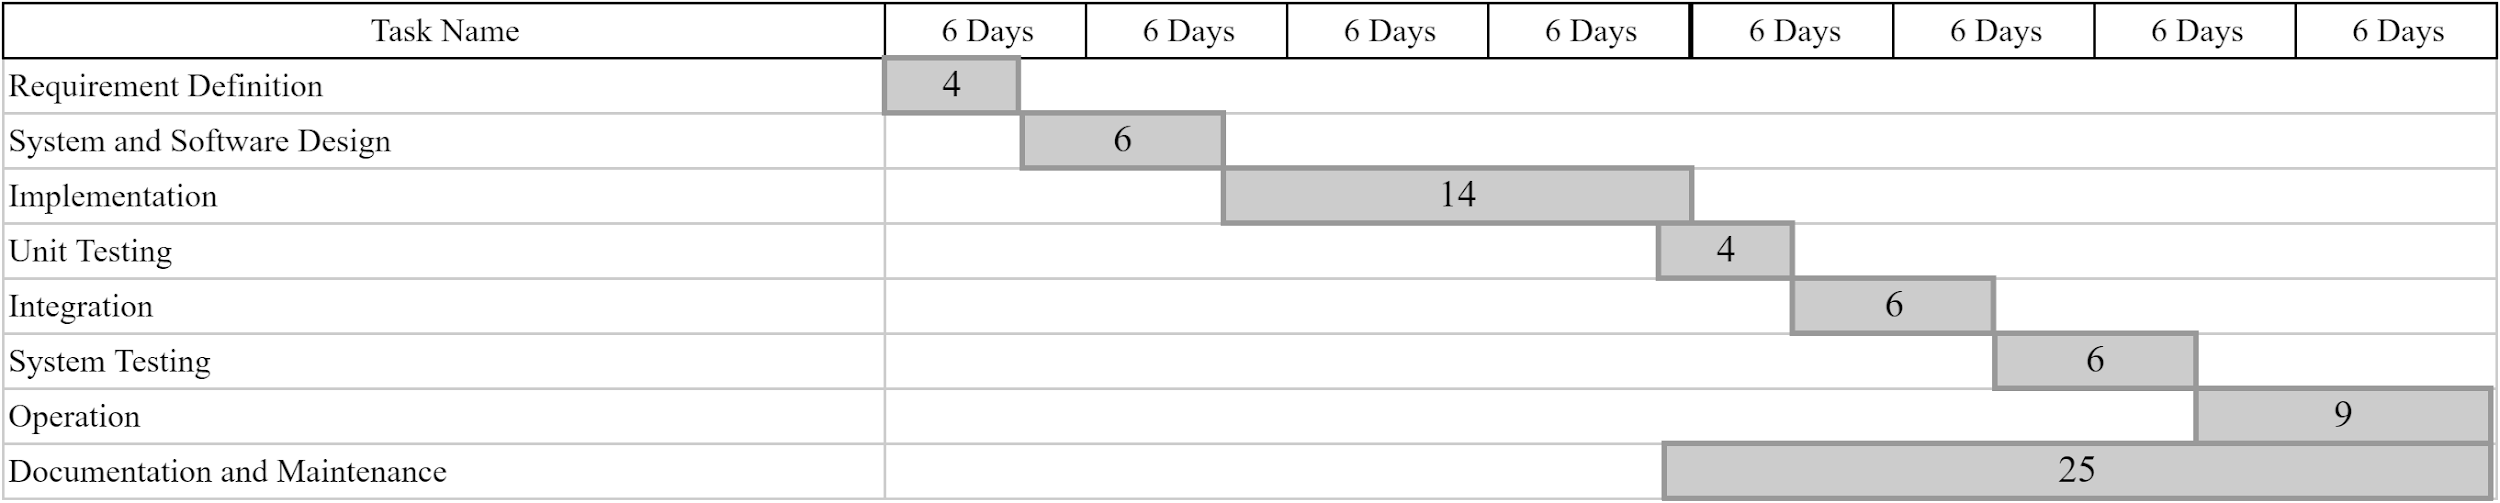 Task Name 6 Days 6 Days 6 Days 6 Days 6 Days 6 Days 6 Days 6 Days
Requirement Definition 4
System and Software Design 6
Implementation 14
Unit Testing 4
Integration 6
System Testing 6
Operation 9
Documentation and Maintenance 25